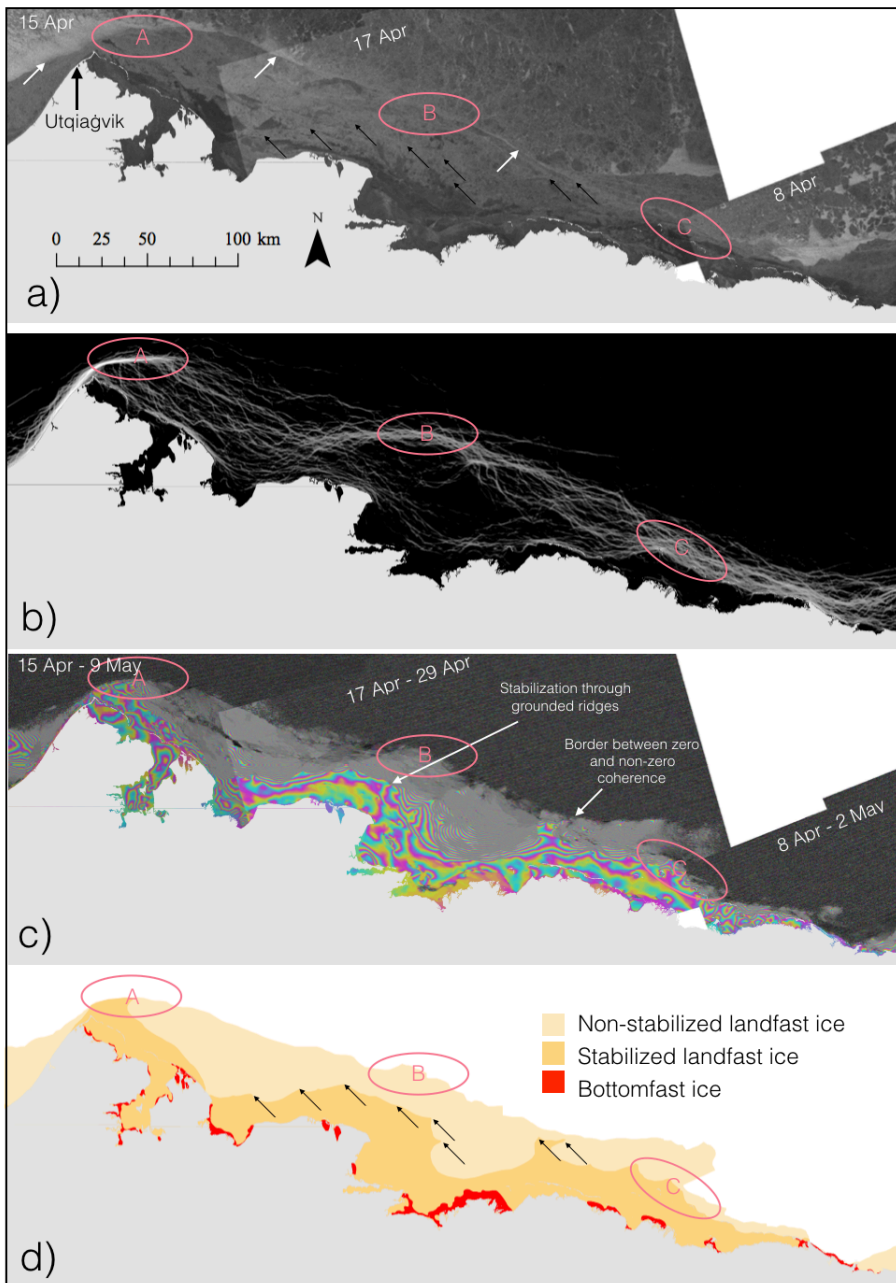 15 Apr
A
17 Apr
Utqiaġvik
B
8 Apr
C
N
0 25 50 100 km
a)
A
B
C
b)
15 Apr - 9 May
A
17 Apr - 29 Apr
Stabilization through
grounded ridges
B
Border between zero
and non-zero
coherence
8 Apr - 2 May
C
c)
A
Non-stabilized landfast ice
B
Stabilized landfast ice
Bottomfast ice
C
d)